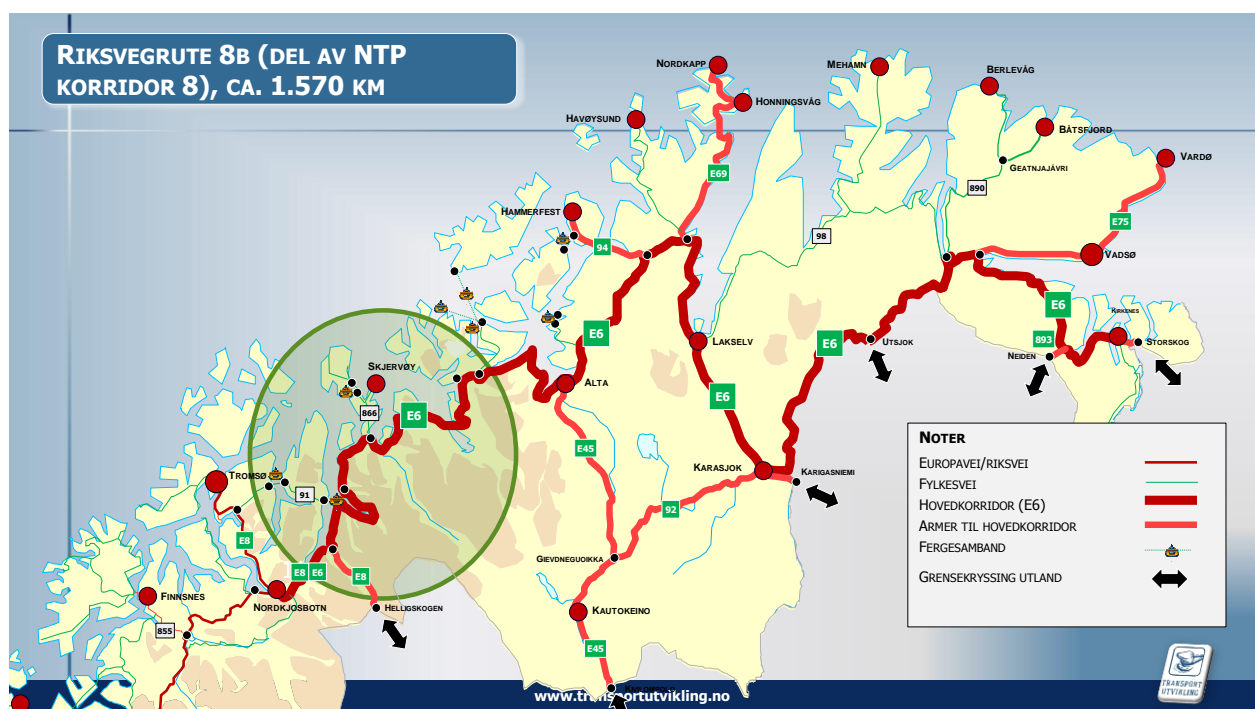 RIKSVEGRUTE 8B (DEL AV NTP
KORRIDOR 8), CA. 1.570 KM
NORDKAPP
MEHAMN
BERLEVÅG
HONNINGSVÅG
HAVØYSUND
BÅTSFJORD
VARDØ
GEATNJAJÁVRI
E69
890
HAMMERFEST
E75
98
94
VADSØ
E6
E6
KIRKENES
E6
LAKSELV
UTSJOK
893
STORSKOG
NEIDEN
SKJERVØY
ALTA
E6
866
E6
NOTER
EUROPAVEI/RIKSVEI
FYLKESVEI
HOVEDKORRIDOR (E6)
ARMER TIL HOVEDKORRIDOR
FERGESAMBAND
GRENSEKRYSSING UTLAND
E45
TROMSØ
KARASJOK
KARIGASNIEMI
91
92
E8
GIEVDNEGUOIKKA
E8 E6
E8
FINNSNES
NORDKJOSBOTN
HELLIGSKOGEN
KAUTOKEINO
855
E45
www.transportutvikling.no
TRANSPORT
UTVIKLING